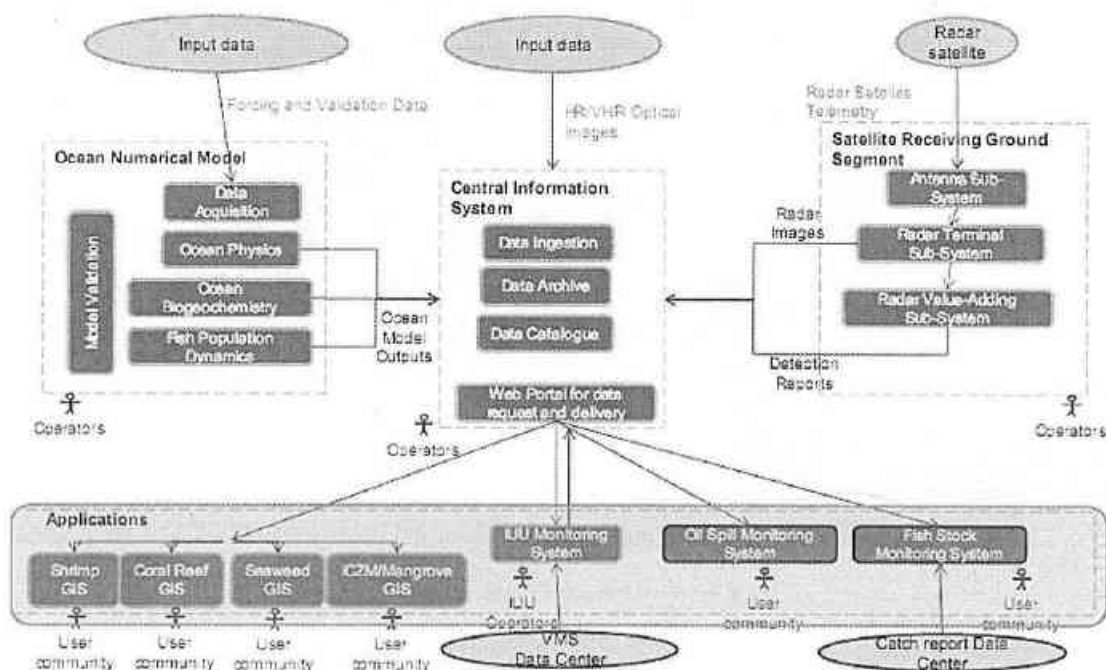 Input data
Input data
Radar
satellite
Forcing and Validation Data
HR/VHR Optical
Images
Radar Satellite
Telemetry
Ocean Numerical Model
Data
Acquisition
Ocean Physics
Ocean
Biogeochemistry
Fish Population
Dynamics
Model Validation
Operators
Ocean
Model
Outputs
Central Information
System
Data Ingestion
Data Archive
Data Catalogue
Web Portal for data
request and delivery
Operators
Satellite Receiving Ground
Segment
Antenna Sub-
System
Radar Terminal
Sub-System
Radar Value-Adding
Sub-System
Radar
Images
Detection
Reports
Operators
Applications
Shrimp
GIS
Coral Reef
GIS
Seaweed
GIS
ICZM/Mangrove
GIS
IUU Monitoring
System
Oil Spill Monitoring
System
Fish Stock
Monitoring System
User
community
User
community
User
community
User
community
IUU
Operators
User
community
User
community
VMS
Data Center
Catch report Data
Center